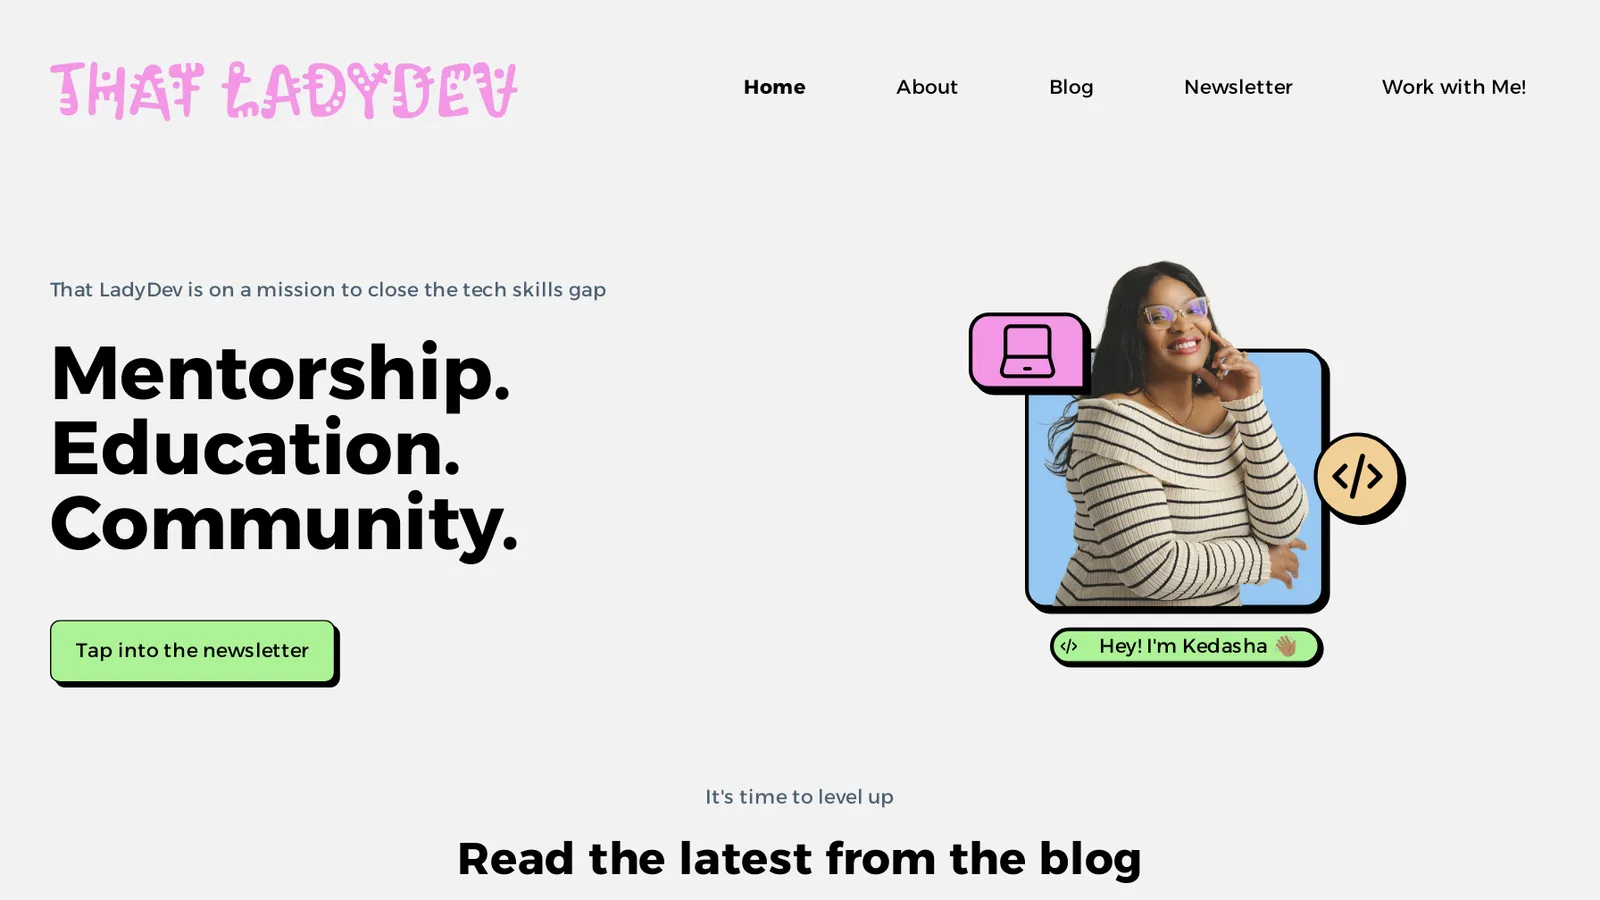 THAT LADYDEV
Home
About
Blog
Newsletter
Work with Me!
That LadyDev is on a mission to close the tech skills gap
Mentorship.
Education.
Community.
Tap into the newsletter
</>
</> Hey! I'm Kedasha 👋🏽
It's time to level up
Read the latest from the blog